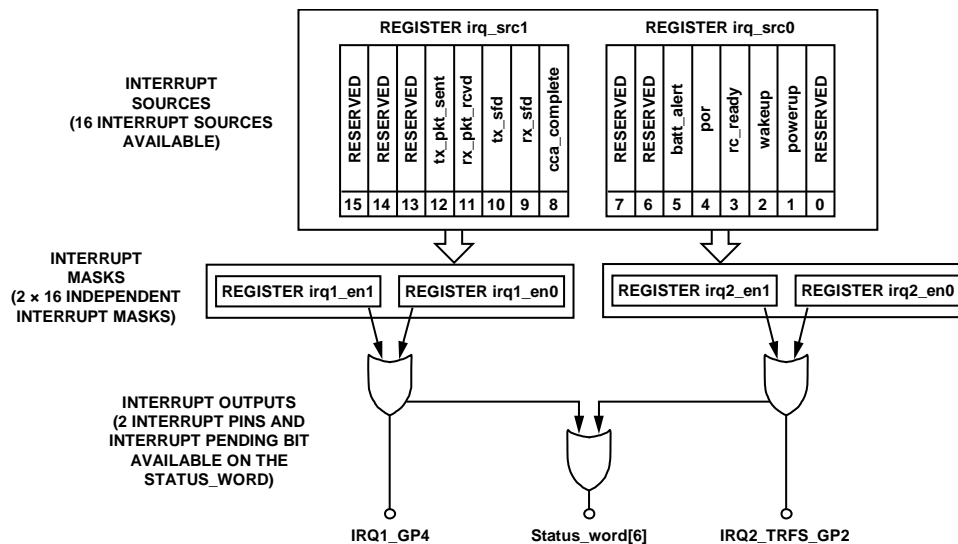 REGISTER irq_src1
REGISTER irq_src0
INTERRUPT
SOURCES
(16 INTERRUPT SOURCES
AVAILABLE)
RESERVED
RESERVED
RESERVED
tx_pkt_sent
rx_pkt_rcvd
tx_sfd
rx_sfd
cca_complete
RESERVED
RESERVED
batt_alert
por
rc_ready
wakeup
powerup
RESERVED
15 14 13 12 11 10 9 8
7 6 5 4 3 2 1 0
INTERRUPT
MASKS
(2 × 16 INDEPENDENT
INTERRUPT MASKS)
REGISTER irq1_en1
REGISTER irq1_en0
REGISTER irq2_en1
REGISTER irq2_en0
INTERRUPT OUTPUTS
(2 INTERRUPT PINS AND
INTERRUPT PENDING BIT
AVAILABLE ON THE
STATUS_WORD)
IRQ1_GP4
Status_word[6]
IRQ2_TRFS_GP2